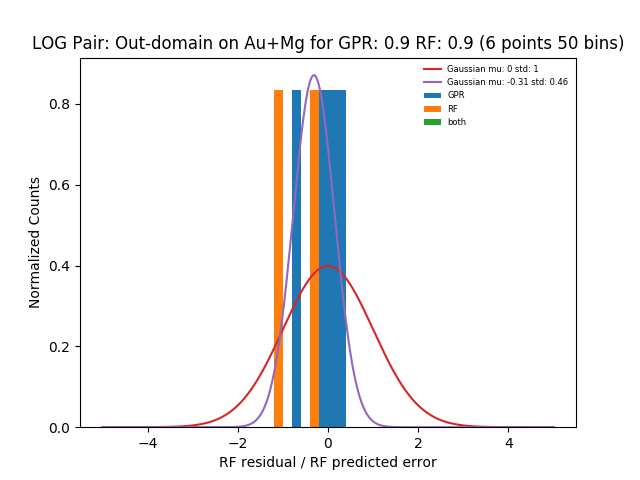 LOG Pair: Out-domain on Au+Mg for GPR: 0.9 RF: 0.9 (6 points 50 bins)
Gaussian mu: 0 std: 1
Gaussian mu: -0.31 std: 0.46
GPR
RF
both
Normalized Counts
0.8
0.6
0.4
0.2
0.0
−4
−2
0
2
4
RF residual / RF predicted error